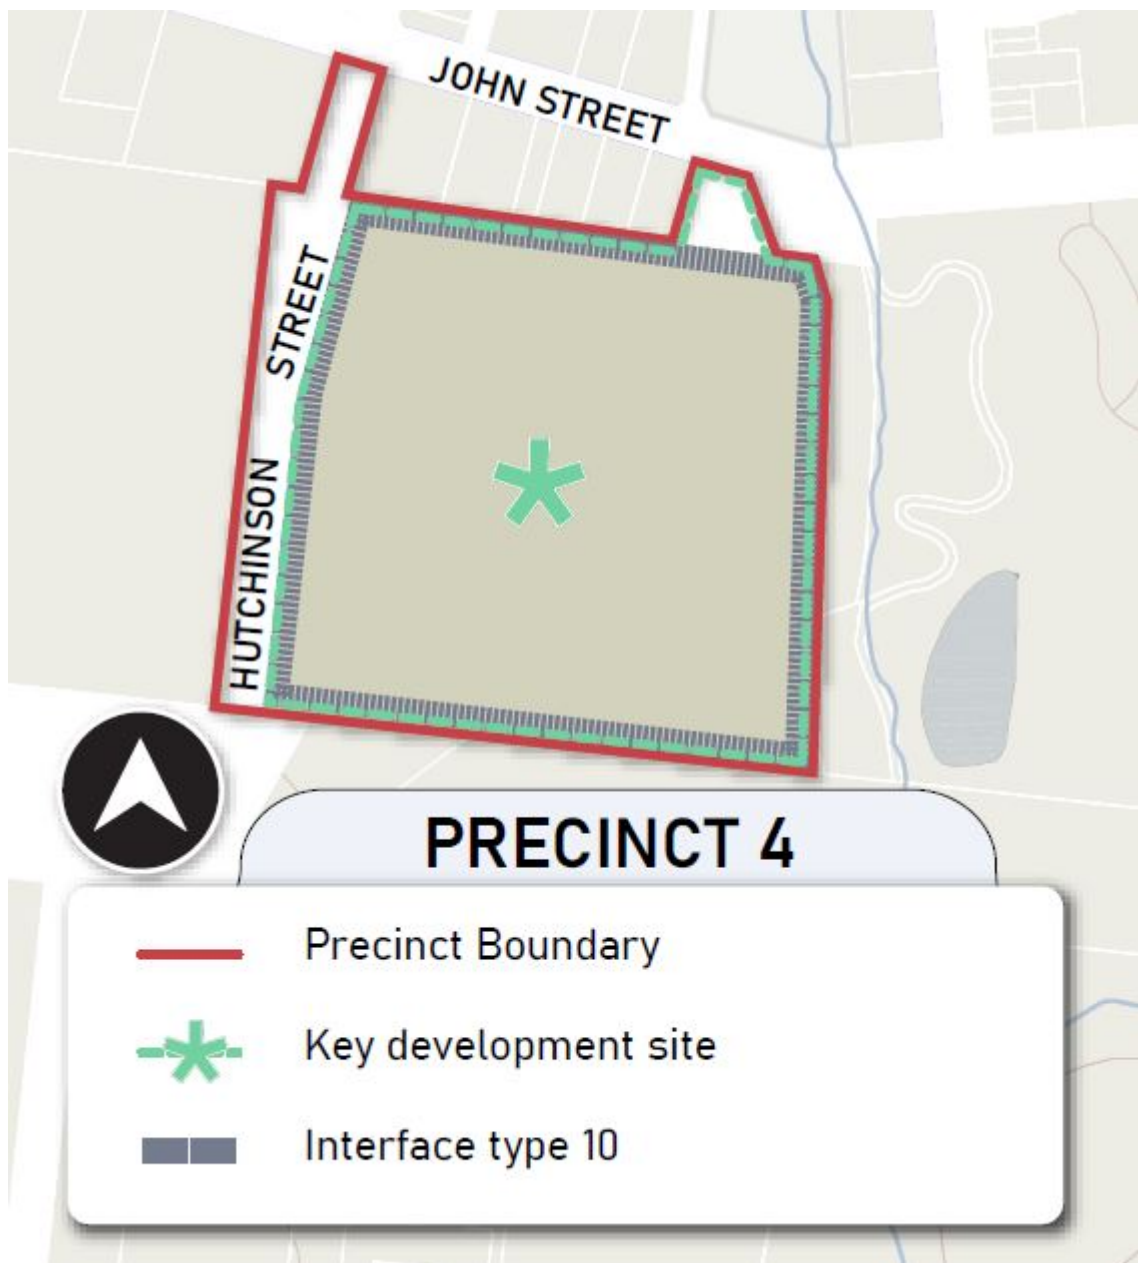 JOHN STREET
HUTCHINSON STREET
PRECINCT 4
Precinct Boundary
Key development site
Interface type 10